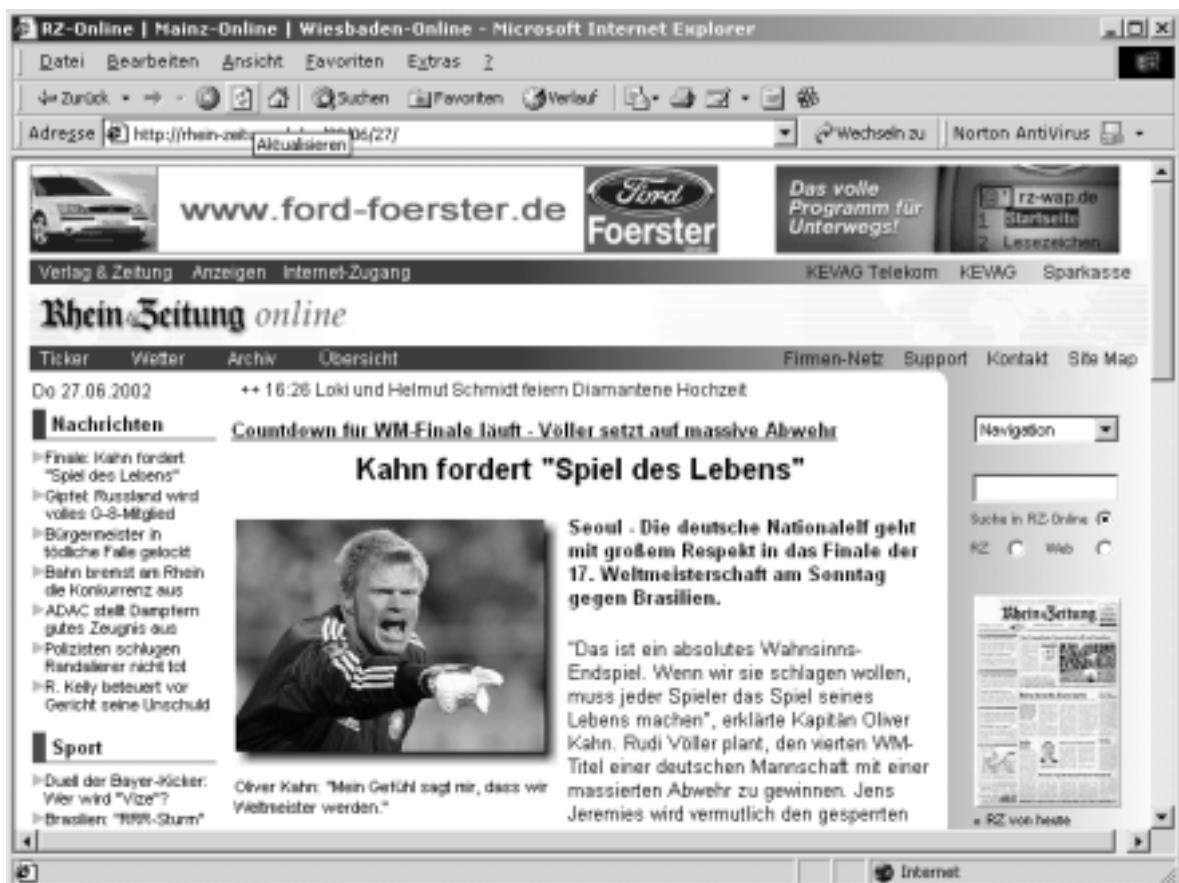 RZ-Online | Mainz-Online | Wiesbaden-Online - Microsoft Internet Explorer
Datei Bearbeiten Ansicht Favoriten Extras ?
Zurück Suchen Favoriten Verlauf
Adresse http://rhein-zeitu 06/27/ Wechseln zu Norton AntiVirus
Aktualisieren
www.ford-foerster.de
Ford
Foerster
Das volle
Programm für
Unterwegs!
rz-wap.de
1 Startseite
2 Lesezeichen
Verlag & Zeitung Anzeigen Internet-Zugang KEVAG Telekom KEVAG Sparkasse
Rhein-Zeitung online
Ticker Wetter Archiv Übersicht Firmen-Netz Support Kontakt Site Map
Do 27.06.2002
++ 16:26 Loki und Helmut Schmidt feiern Diamantene Hochzeit
Nachrichten
Finale: Kahn fordert
"Spiel des Lebens"
Gipfel: Russland wird
volles G-8-Mitglied
Bürgermeister in
tödliche Falle gelockt
Bahn bremst am Rhein
die Konkurrenz aus
ADAC stellt Dampfern
gutes Zeugnis aus
Polizisten schlugen
Randalierer nicht tot
R. Kelly beteuert vor
Gericht seine Unschuld
Sport
Duell der Bayer-Kicker:
Wer wird "Vize"?
Brasilien: "RRR-Sturm"
Countdown für WM-Finale läuft - Völler setzt auf massive Abwehr
Kahn fordert "Spiel des Lebens"
Oliver Kahn: "Mein Gefühl sagt mir, dass wir
Weltmeister werden."
Seoul - Die deutsche Nationalelf geht
mit großem Respekt in das Finale der
17. Weltmeisterschaft am Sonntag
gegen Brasilien.
"Das ist ein absolutes Wahnsinns-
Endspiel. Wenn wir sie schlagen wollen,
muss jeder Spieler das Spiel seines
Lebens machen", erklärte Kapitän Oliver
Kahn. Rudi Völler plant, den vierten WM-
Titel einer deutschen Mannschaft mit einer
massierten Abwehr zu gewinnen. Jens
Jeremies wird vermutlich den gesperrten
Navigation
Suche in RZ-Online
RZ Web
Rhein-Zeitung
RZ von heute
Internet